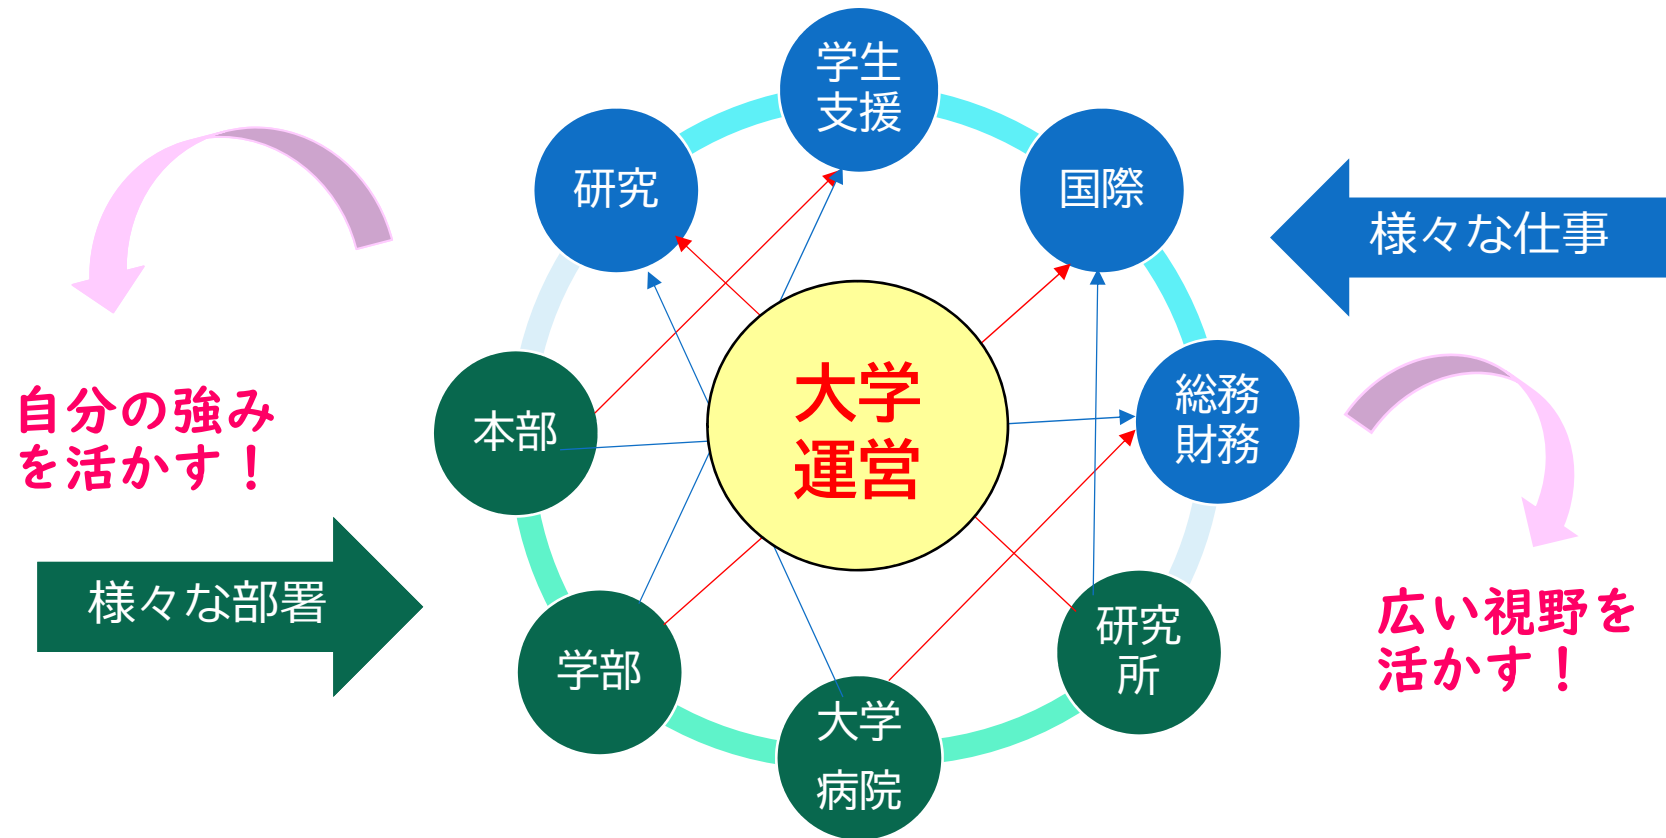 学生
支援
研究
国際
様々な仕事
大学
運営
総務
財務
本部
自分の強み
を活かす！
様々な部署
学部
研究
所
広い視野を
活かす！
大学
病院